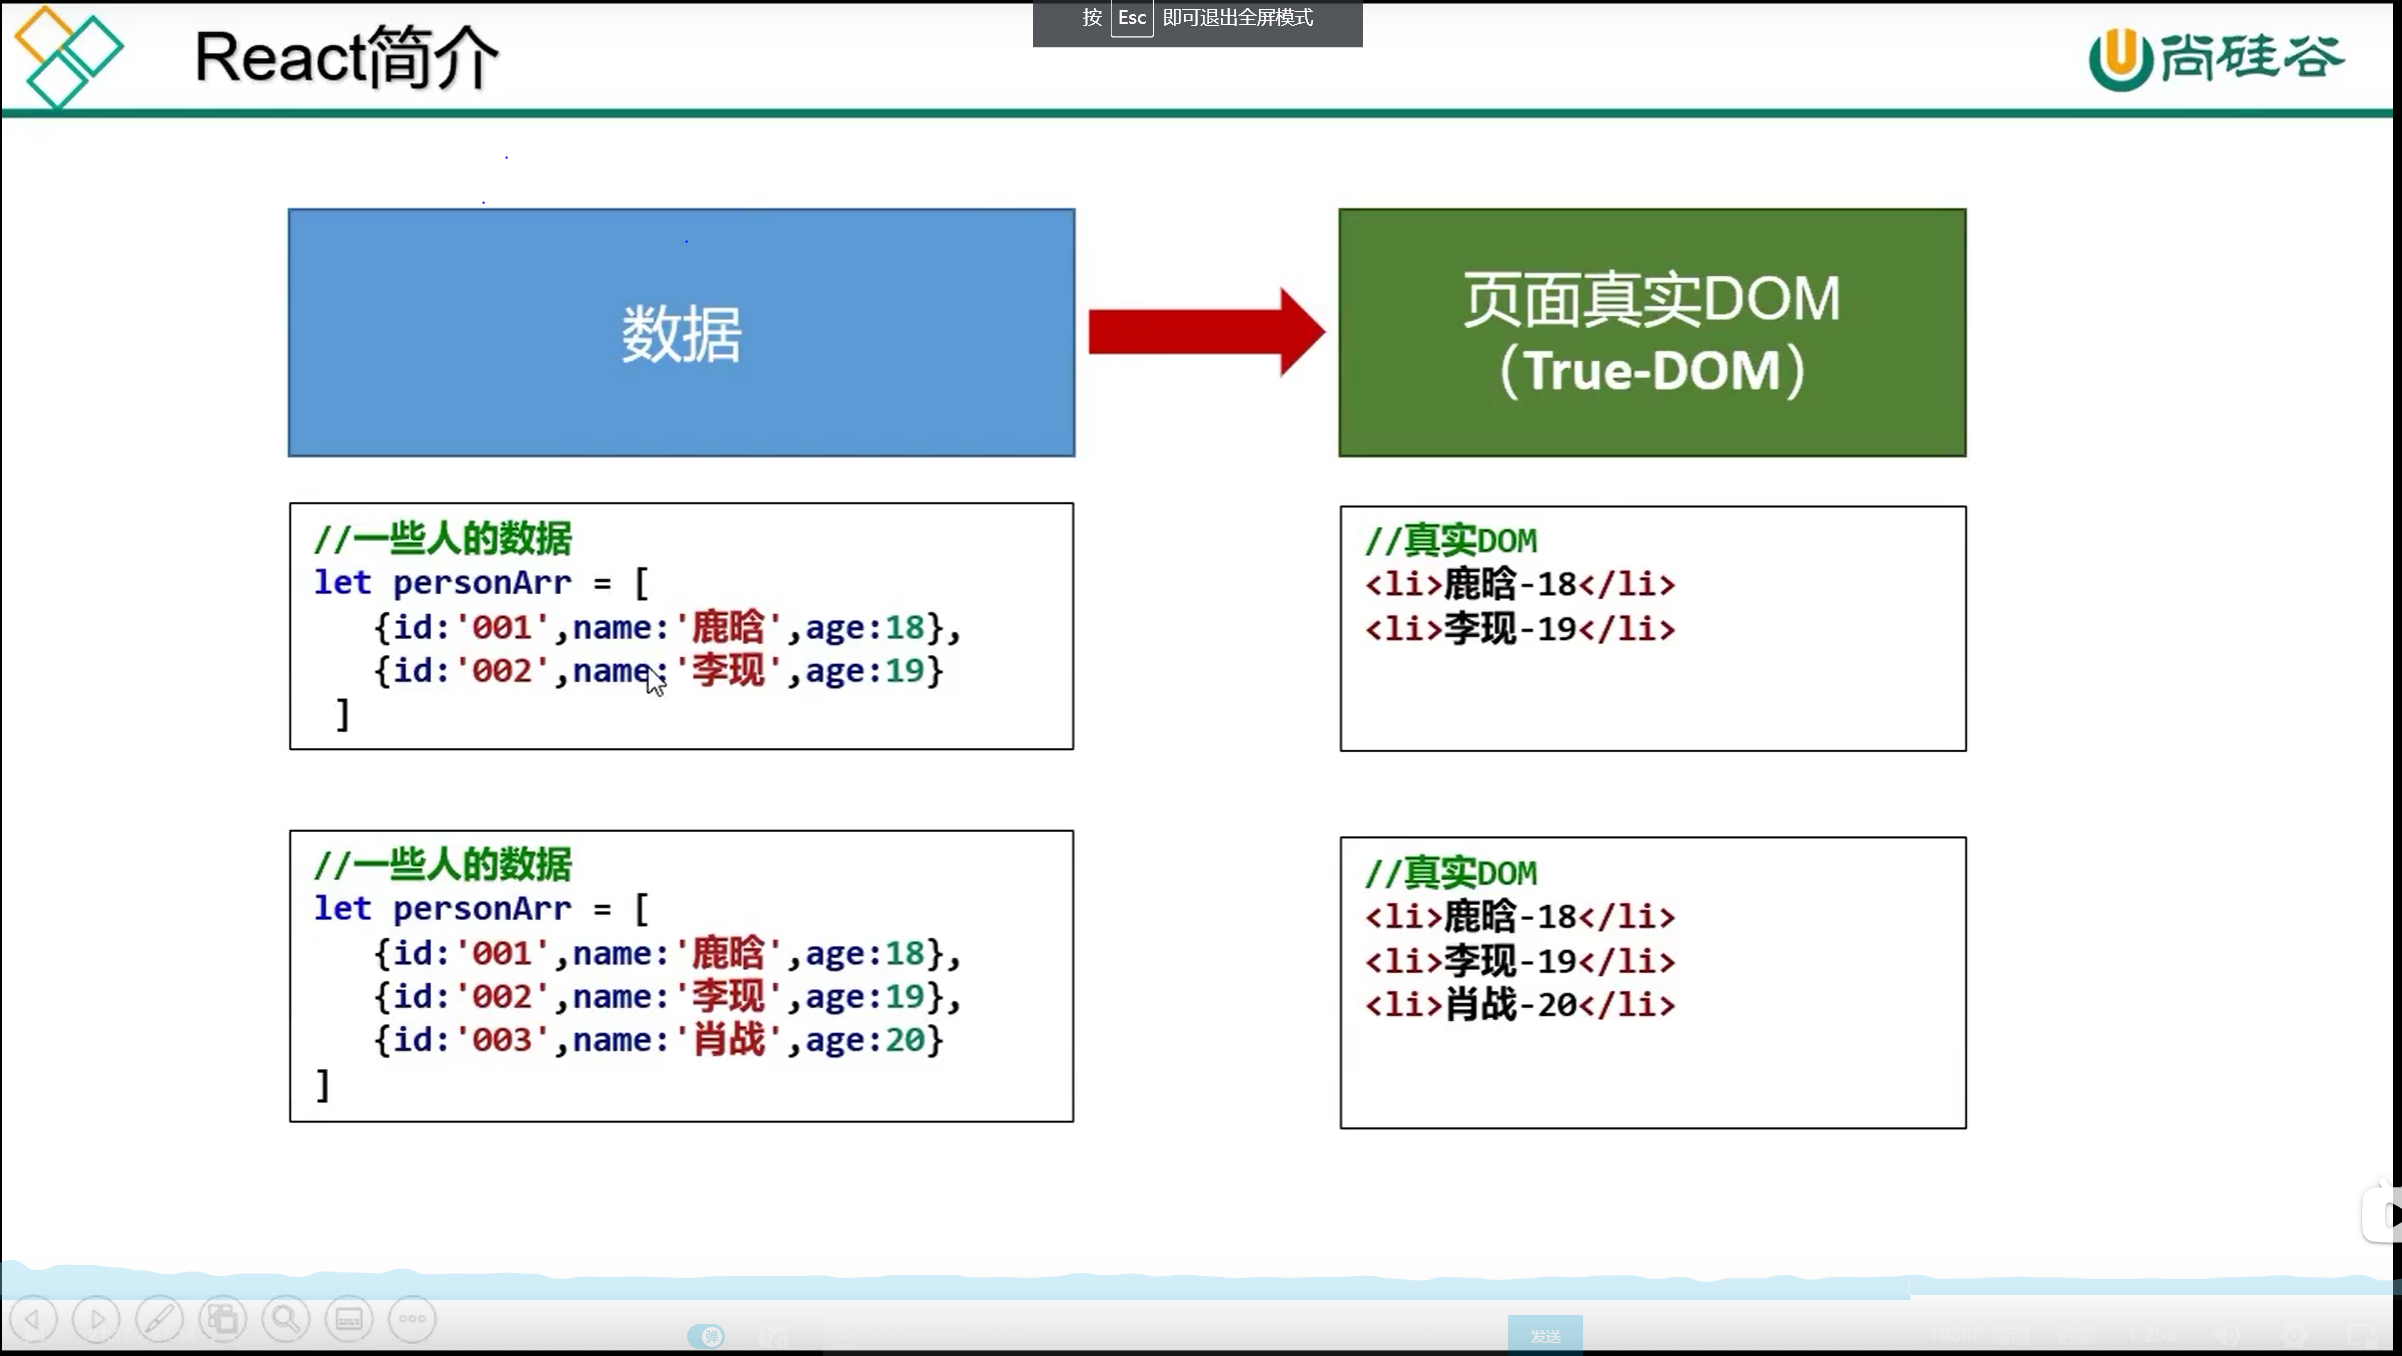 按 Esc 即可退出全屏模式
React简介
尚硅谷
数据
页面真实DOM
（True-DOM）
//一些人的数据
let personArr = [
{id:'001',name:'鹿晗',age:18},
{id:'002',name:'李现',age:19}
]
//真实DOM
<li>鹿晗-18</li>
<li>李现-19</li>
//一些人的数据
let personArr = [
{id:'001',name:'鹿晗',age:18},
{id:'002',name:'李现',age:19},
{id:'003',name:'肖战',age:20}
]
//真实DOM
<li>鹿晗-18</li>
<li>李现-19</li>
<li>肖战-20</li>
弹
发送